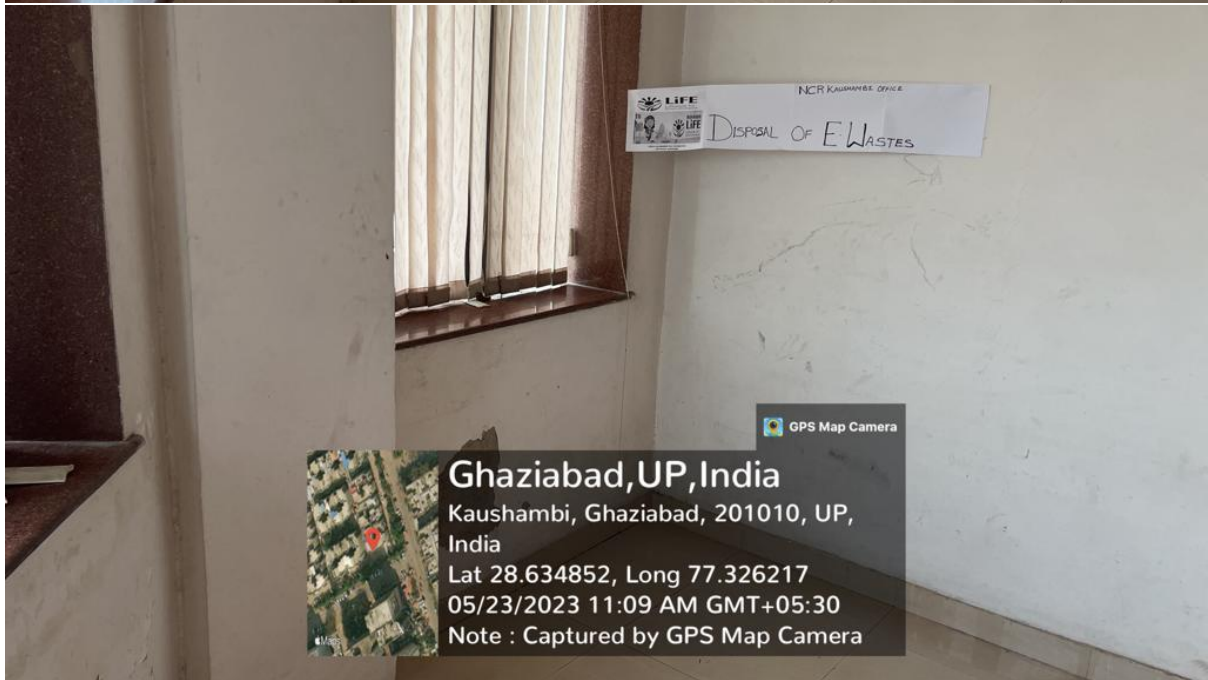 NCR KAUSHAMBI OFFICE
LiFE
LiFE
DISPOSAL OF E-WASTES
GPS Map Camera
Ghaziabad,UP,India
Kaushambi, Ghaziabad, 201010, UP,
India
Lat 28.634852, Long 77.326217
05/23/2023 11:09 AM GMT+05:30
Note : Captured by GPS Map Camera
Maps